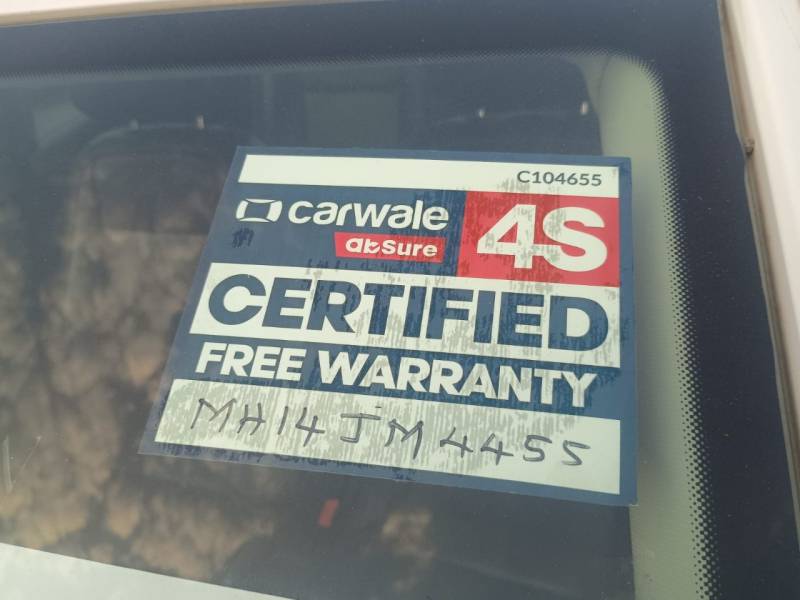 C104655
carwale
absure
4S
CERTIFIED
FREE WARRANTY
MH14JM4455